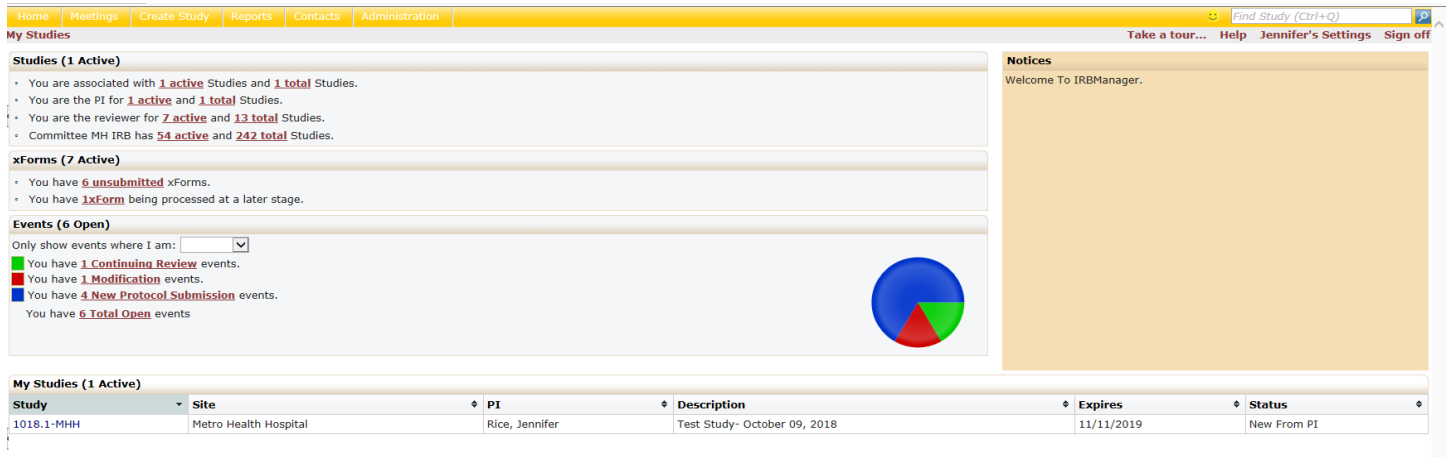 Home Meetings Create Study Reports Contacts Administration Find Study (Ctrl+Q)
My Studies Take a tour... Help Jennifer's Settings Sign off
Studies (1 Active)
You are associated with 1 active Studies and 1 total Studies.
You are the PI for 1 active and 1 total Studies.
You are the reviewer for 7 active and 13 total Studies.
Committee MH IRB has 54 active and 242 total Studies.
xForms (7 Active)
You have 6 unsubmitted xForms.
You have 1xForm being processed at a later stage.
Events (6 Open)
Only show events where I am:
You have 1 Continuing Review events.
You have 1 Modification events.
You have 4 New Protocol Submission events.
You have 6 Total Open events
Notices
Welcome To IRBManager.
My Studies (1 Active)
Study Site PI Description Expires Status
1018.1-MHH Metro Health Hospital Rice, Jennifer Test Study- October 09, 2018 11/11/2019 New From PI